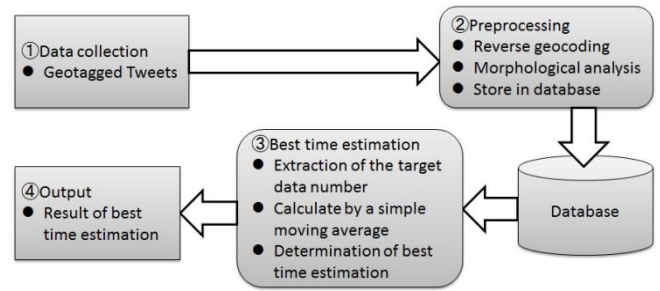 ①Data collection
● Geotagged Tweets
②Preprocessing
● Reverse geocoding
● Morphological analysis
● Store in database
③Best time estimation
● Extraction of the target
data number
● Calculate by a simple
moving average
● Determination of best
time estimation
④Output
● Result of best
time estimation
Database